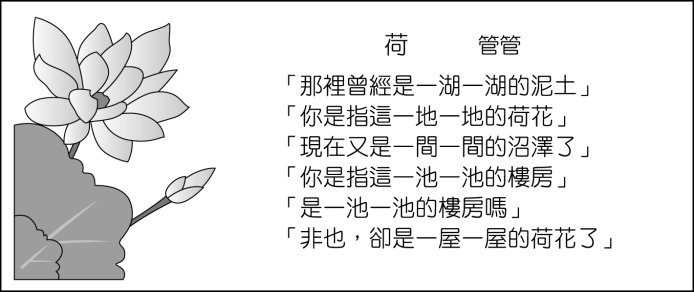 荷　管管
「那裡曾經是一湖一湖的泥土」
「你是指這一地一地的荷花」
「現在又是一間一間的沼澤了」
「你是指這一池一池的樓房」
「是一池一池的樓房嗎」
「非也，卻是一屋一屋的荷花了」